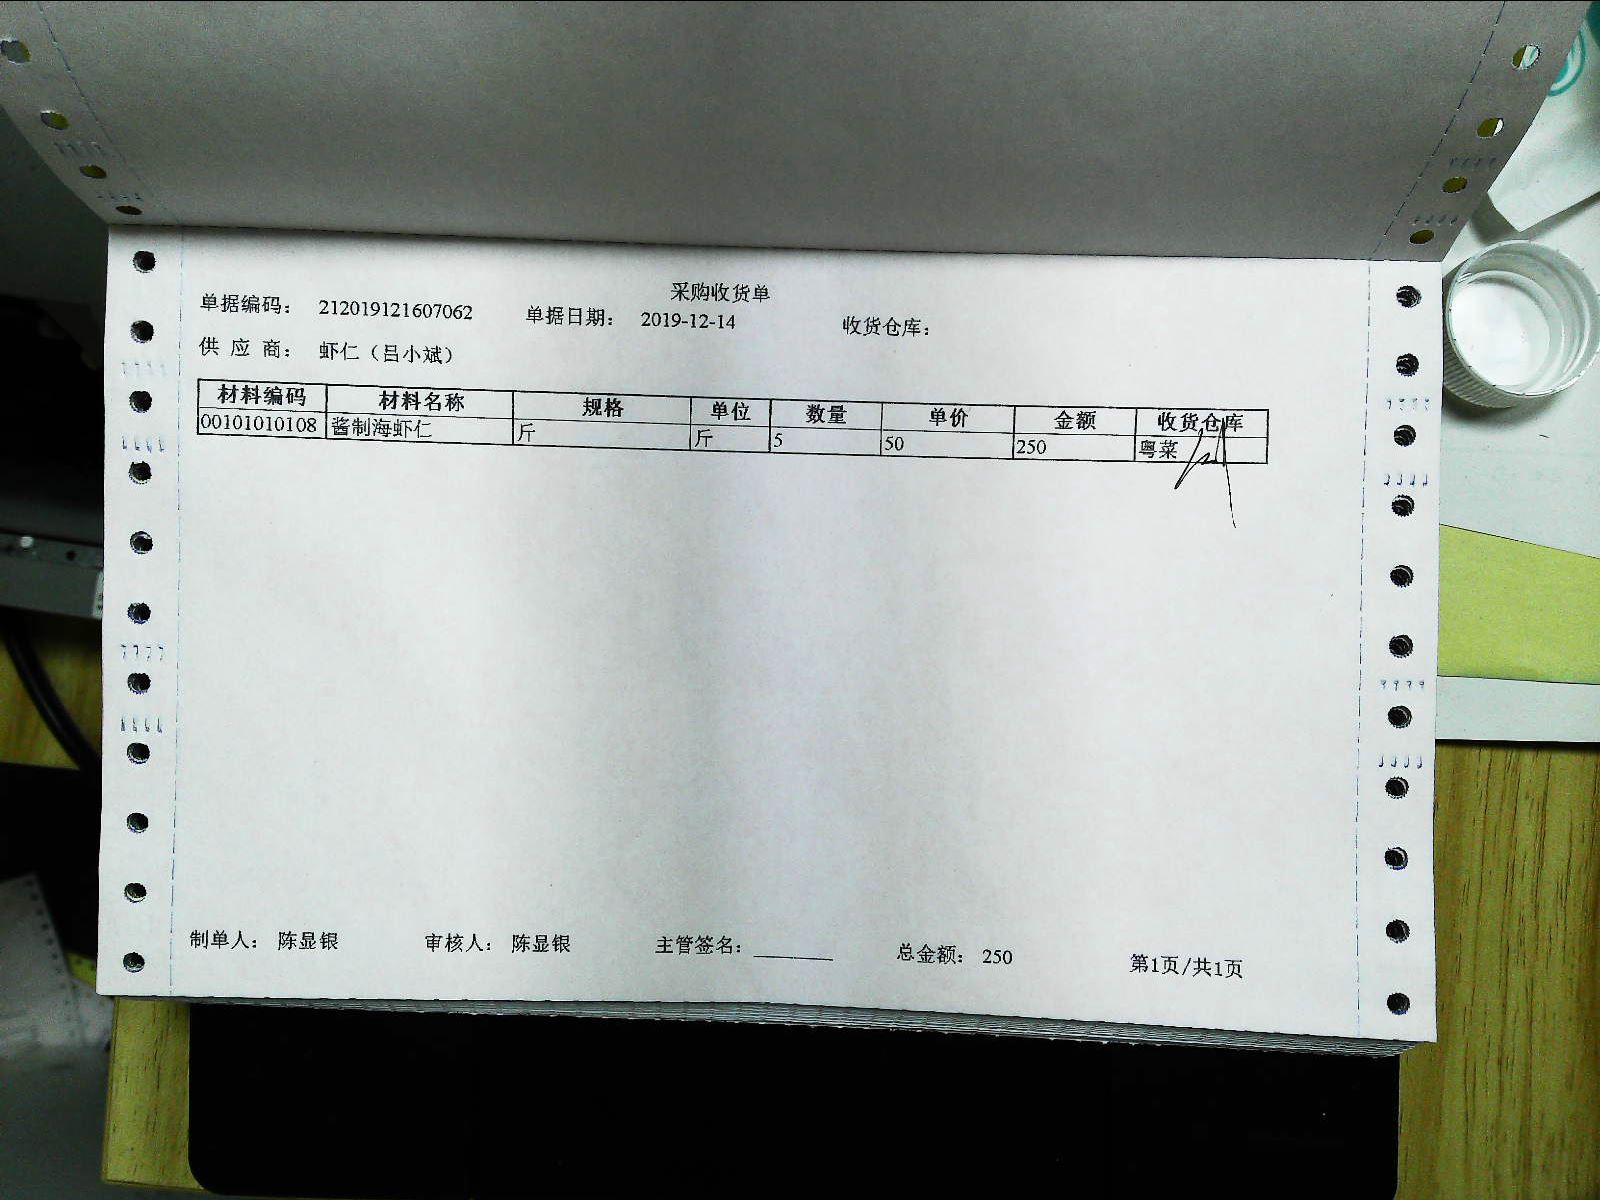 采购收货单
单据编码： 212019121607062 单据日期： 2019-12-14 收货仓库：
供 应 商： 虾仁（吕小斌）
材料编码 材料名称 规格 单位 数量 单价 金额 收货仓库
00101010108 酱制海虾仁 斤 斤 5 50 250 粤菜
制单人： 陈显银 审核人： 陈显银 主管签名： 总金额： 250 第1页/共1页